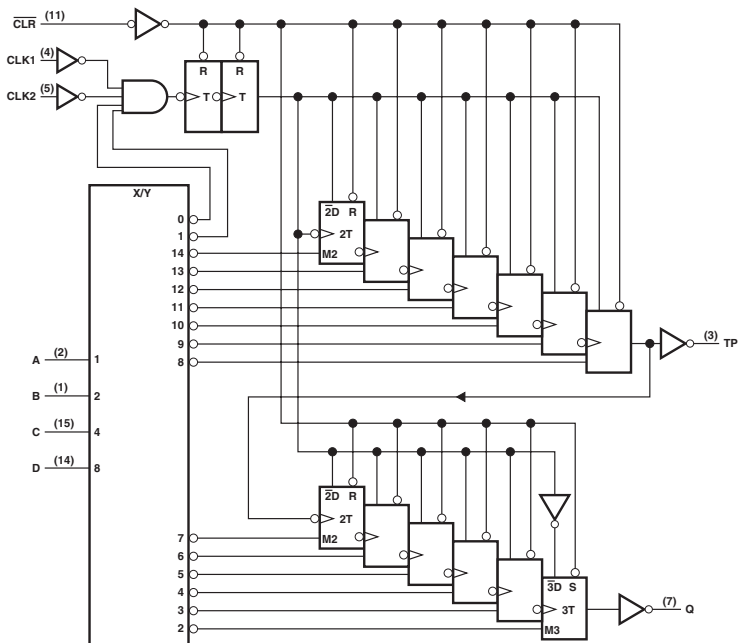 CLR (11)
CLK1 (4)
CLK2 (5)
R R
T T
X/Y
0
1
14
13
12
11
10
9
8
2D R
2T
M2
A (2) 1
B (1) 2
C (15) 4
D (14) 8
(3) TP
2D R
2T
M2
7
6
5
4
3
2
3D S
3T
M3
(7) Q